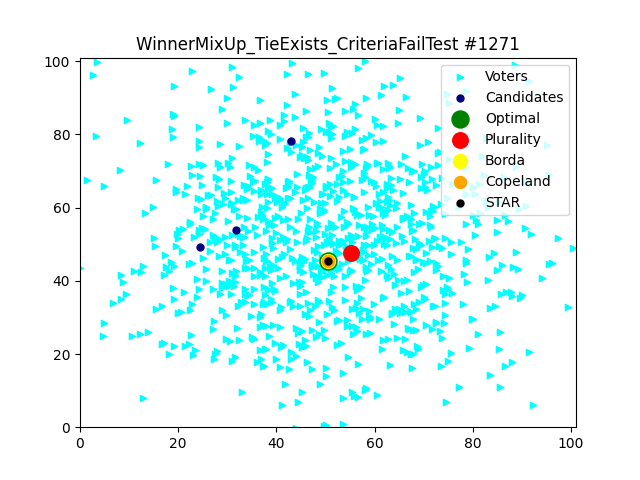 WinnerMixUp_TieExists_CriteriaFailTest #1271
100
80
60
40
20
0
0
20
40
60
80
100
Voters
Candidates
Optimal
Plurality
Borda
Copeland
STAR